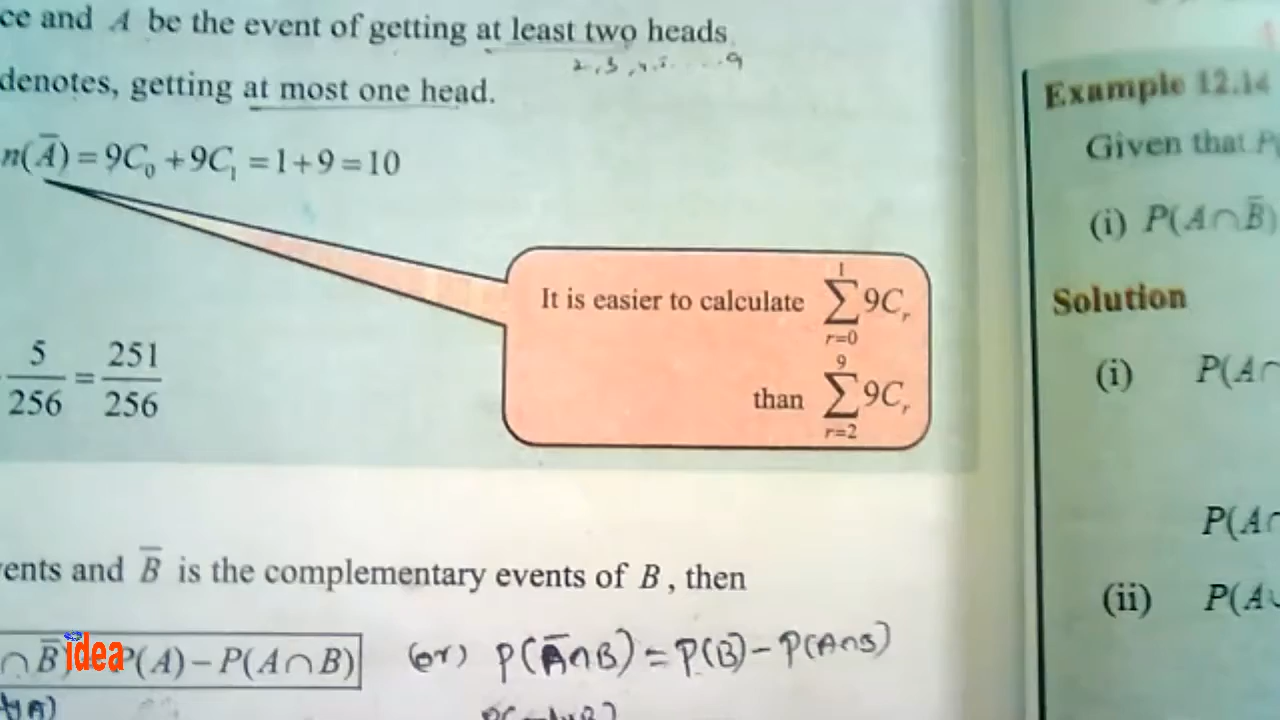 ce and A be the event of getting at least two heads
2, 3, 4, 5 . . . . . 9
denotes, getting at most one head.
n(A̅) = 9C₀ + 9C₁ = 1 + 9 = 10
It is easier to calculate ∑ 9Cᵣ r=0 1
than ∑ 9Cᵣ r=2 9
5/256 = 251/256
ents and B̅ is the complementary events of B, then
∩ B̅) P(A) − P(A∩B) (or) P(A̅∩B) = P(B) − P(A∩B)
idea
Example 12.14
Given that P
(i) P(A∩B̅)
Solution
(i) P(A∩
P(A∩
(ii) P(A∪